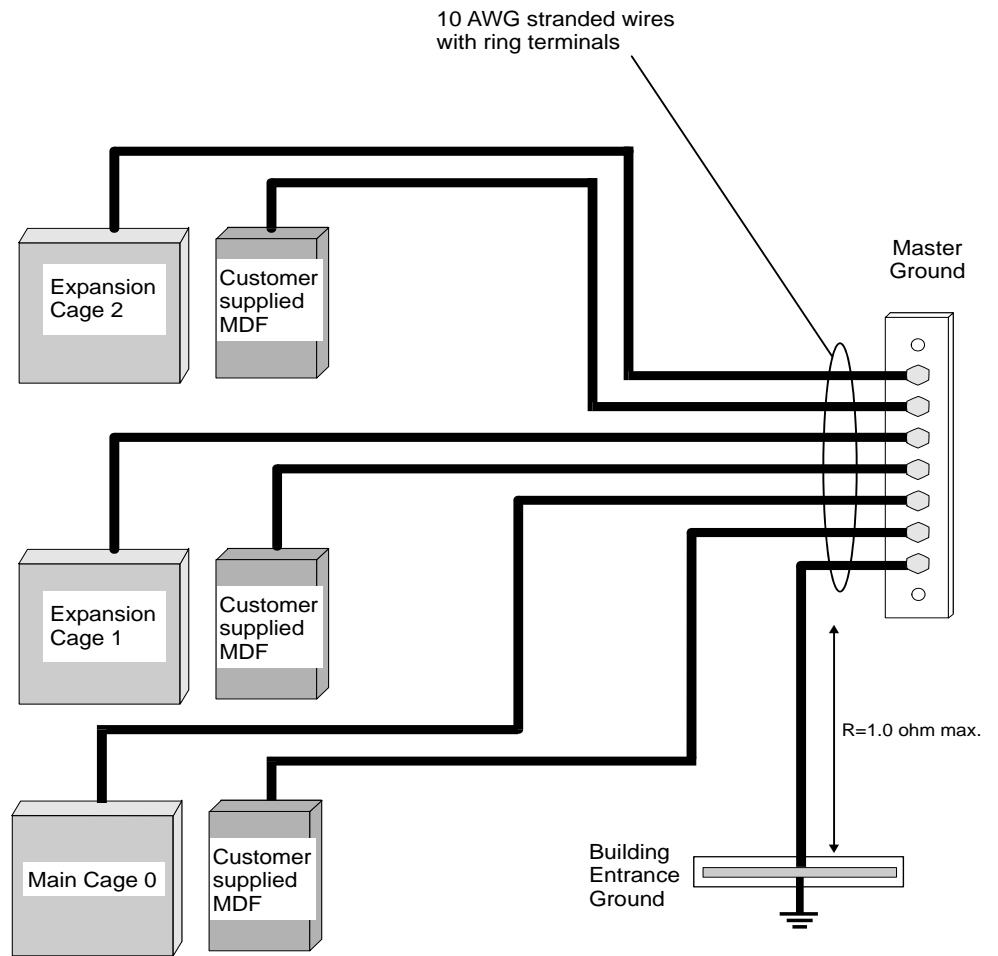 10 AWG stranded wires
with ring terminals
Master
Ground
Expansion
Cage 2
Customer
supplied
MDF
Expansion
Cage 1
Customer
supplied
MDF
R=1.0 ohm max.
Main Cage 0
Customer
supplied
MDF
Building
Entrance
Ground